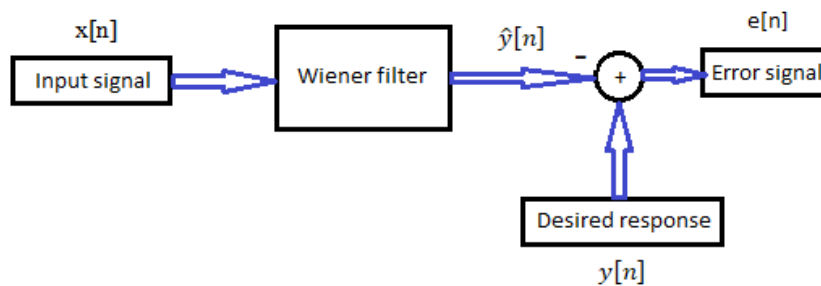 x[n]
Input signal
Wiener filter
ŷ[n]
−
+
e[n]
Error signal
Desired response
y[n]